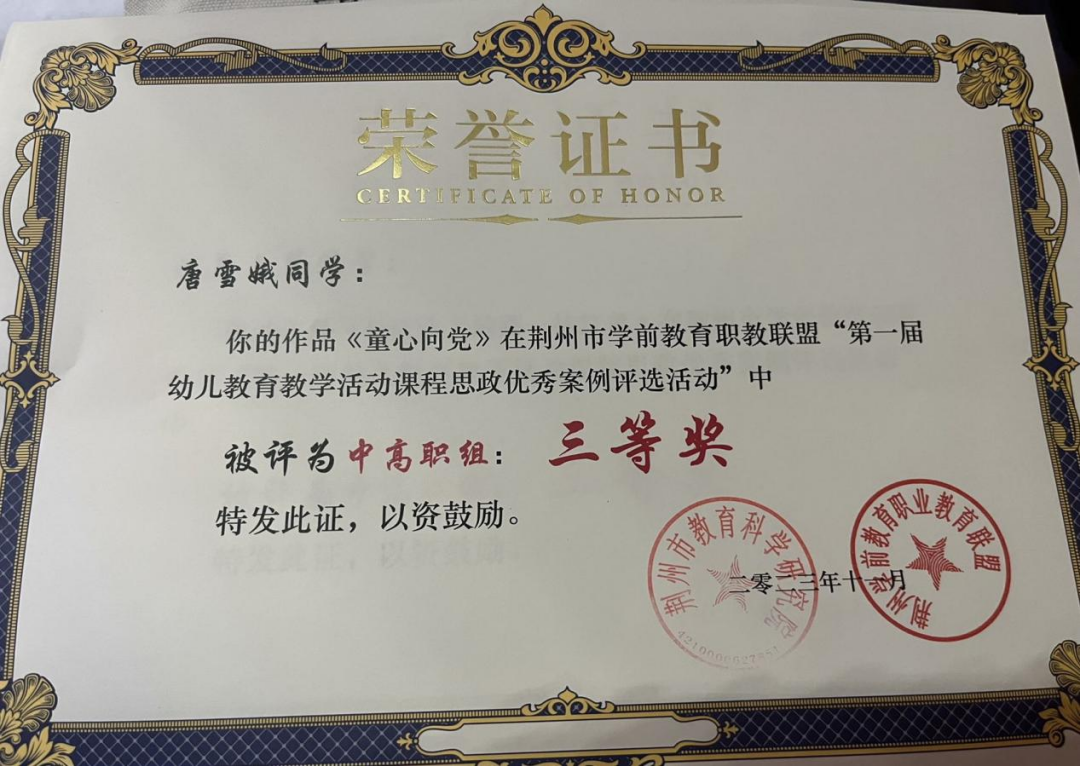 荣誉证书
CERTIFICATE OF HONOR
唐雪娥同学：
你的作品《童心向党》在荆州市学前教育职教联盟“第一届
幼儿教育教学活动课程思政优秀案例评选活动”中
被评为中高职组： 三等奖
特发此证，以资鼓励。
荆州市教育科学研究院
荆州学前教育职业教育联盟
二零二三年十一月